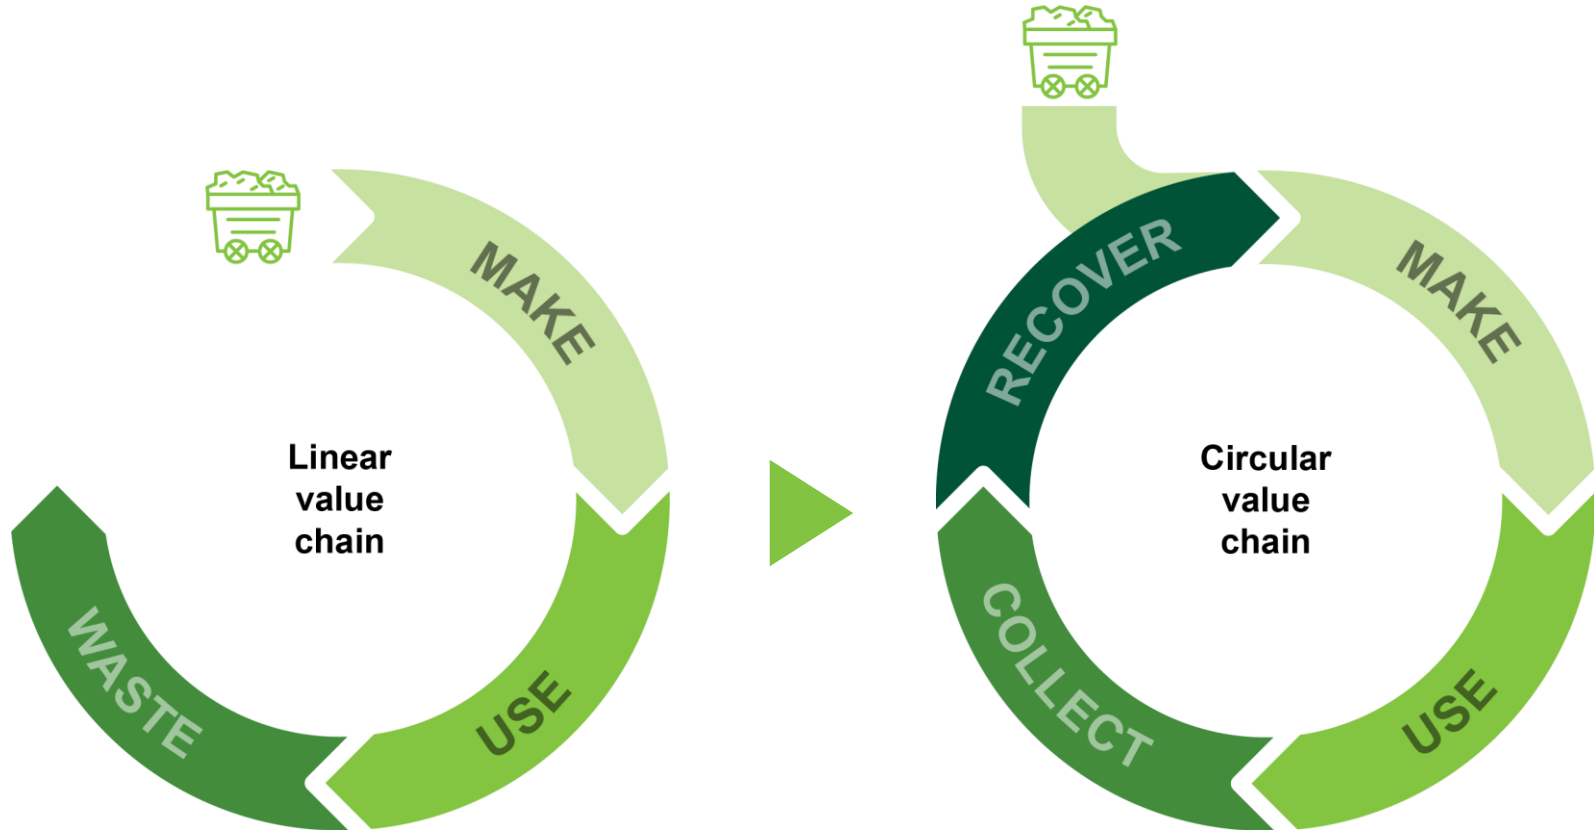 MAKE
USE
WASTE
Linear
value
chain
RECOVER
MAKE
USE
COLLECT
Circular
value
chain